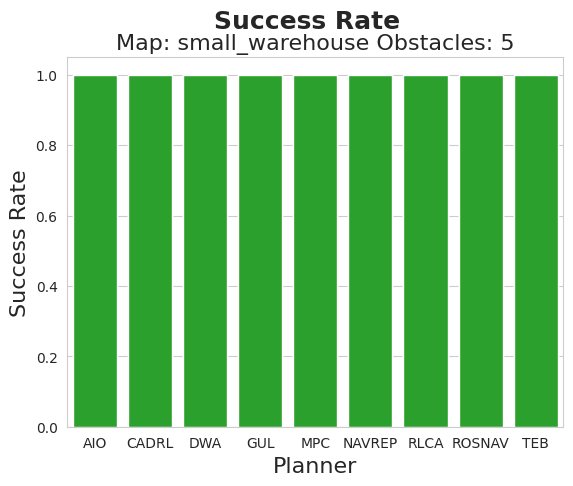 Success Rate
Map: small_warehouse Obstacles: 5
1.0
0.8
0.6
0.4
0.2
0.0
Success Rate
AIO CADRL DWA GUL MPC NAVREP RLCA ROSNAV TEB
Planner